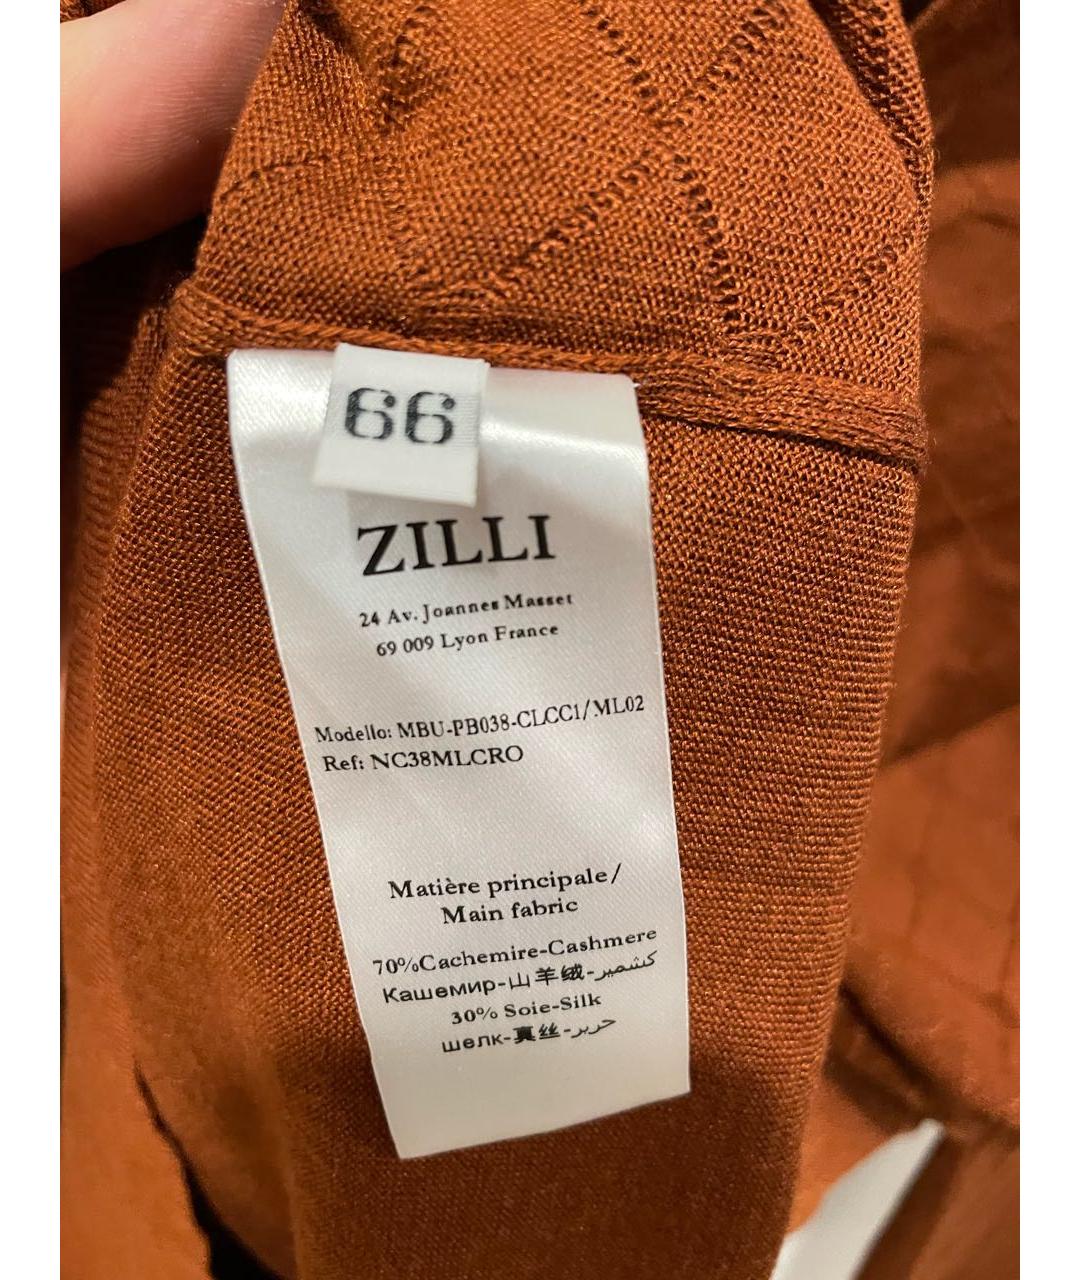 66
ZILLI
24 Av. Joannes Masset
69 009 Lyon France
Modello: MBU-PB038-CLCC1/ML02
Ref: NC38MLCRO
Matière principale/
Main fabric
70%Cachemire-Cashmere
Кашемир-山羊绒-كشمير
30% Soie-Silk
шелк-真丝-حرير